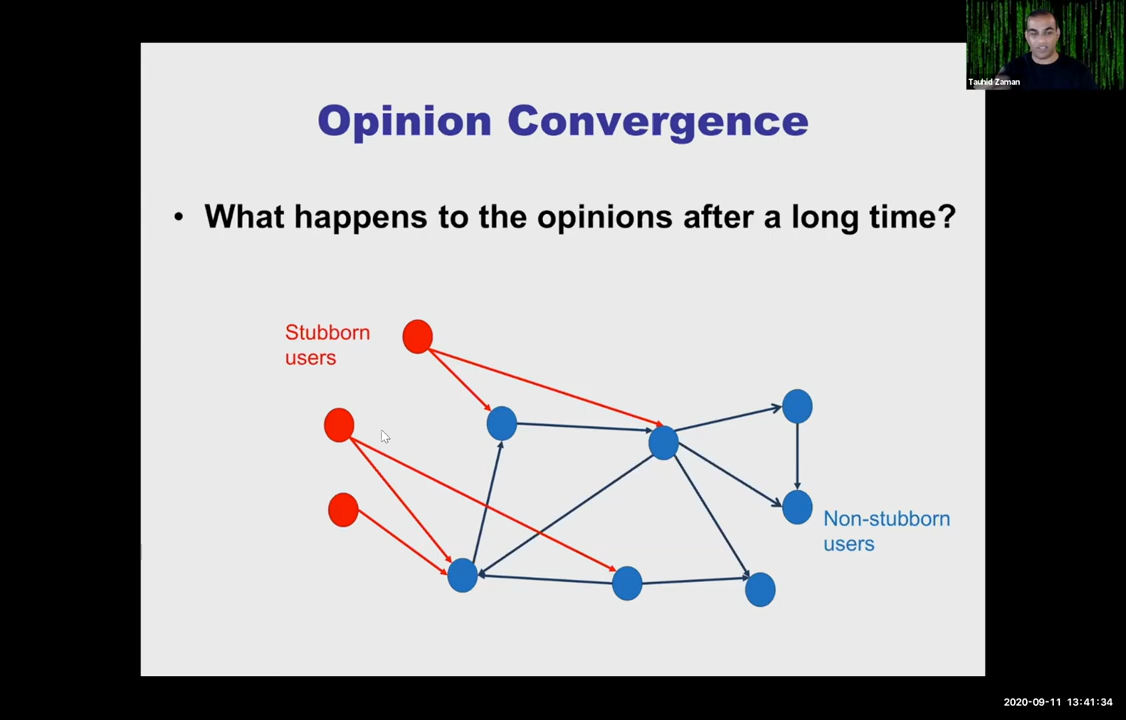 Tauhid Zaman
Opinion Convergence
• What happens to the opinions after a long time?
Stubborn
users
Non-stubborn
users
2020-09-11 13:41:34